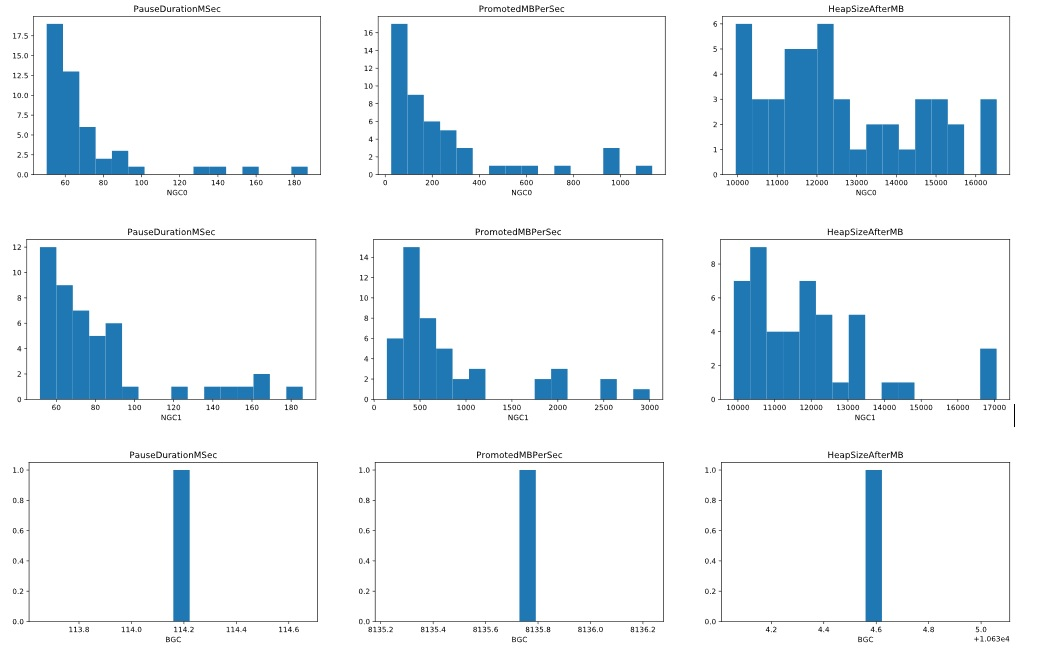 PauseDurationMSec
17.5
15.0
12.5
10.0
7.5
5.0
2.5
0.0
60 80 100 120 140 160 180
NGC0
PromotedMBPerSec
16
14
12
10
8
6
4
2
0
0 200 400 600 800 1000
NGC0
HeapSizeAfterMB
6
5
4
3
2
1
0
10000 11000 12000 13000 14000 15000 16000
NGC0
PauseDurationMSec
12
10
8
6
4
2
0
60 80 100 120 140 160 180
NGC1
PromotedMBPerSec
14
12
10
8
6
4
2
0
0 500 1000 1500 2000 2500 3000
NGC1
HeapSizeAfterMB
8
6
4
2
0
10000 11000 12000 13000 14000 15000 16000 17000
NGC1
PauseDurationMSec
1.0
0.8
0.6
0.4
0.2
0.0
113.8 114.0 114.2 114.4 114.6
BGC
PromotedMBPerSec
1.0
0.8
0.6
0.4
0.2
0.0
8135.2 8135.4 8135.6 8135.8 8136.0 8136.2
BGC
HeapSizeAfterMB
1.0
0.8
0.6
0.4
0.2
0.0
4.2 4.4 4.6 4.8 5.0
BGC
+1.063e4